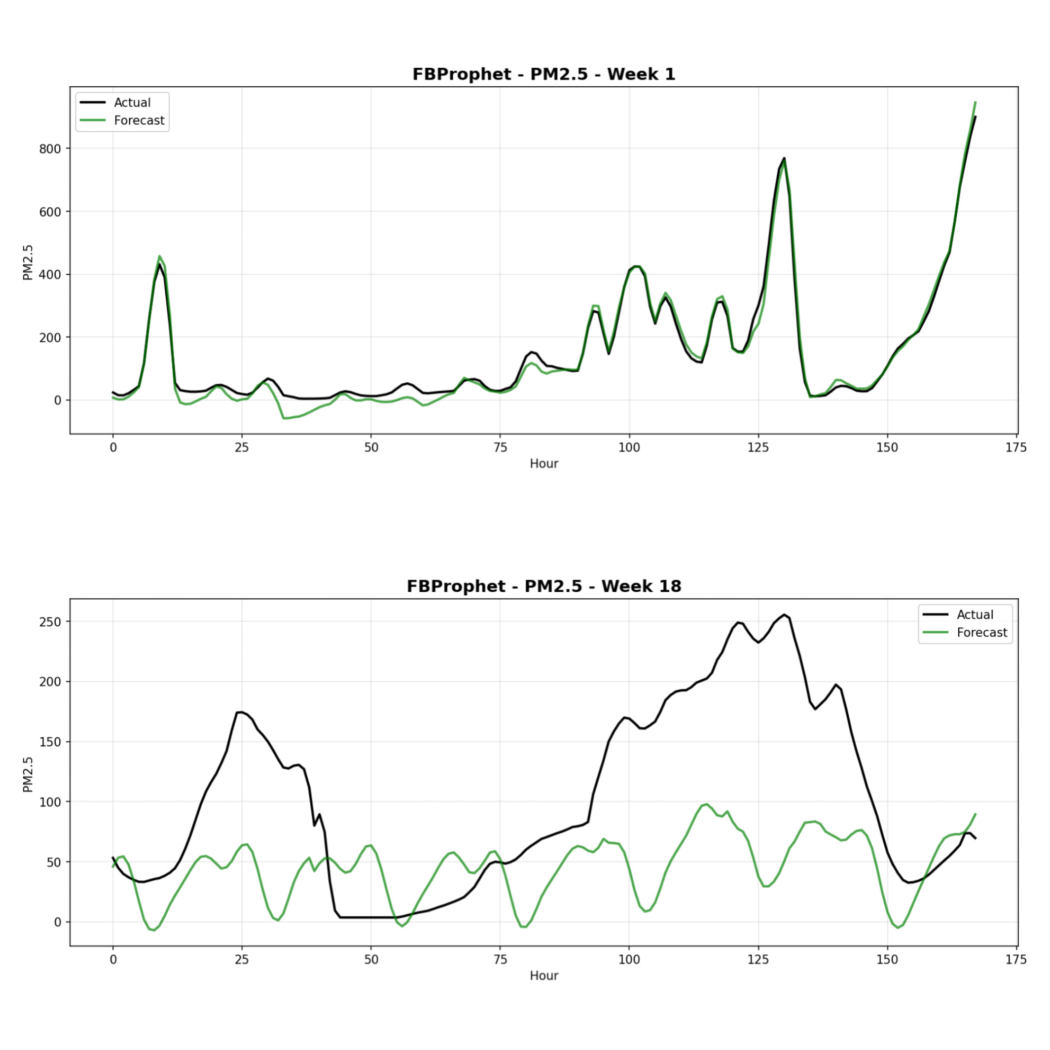 FBProphet - PM2.5 - Week 1
Actual
Forecast
800
600
400
200
0
PM2.5
0 25 50 75 100 125 150 175
Hour
FBProphet - PM2.5 - Week 18
Actual
Forecast
250
200
150
100
50
0
PM2.5
0 25 50 75 100 125 150 175
Hour